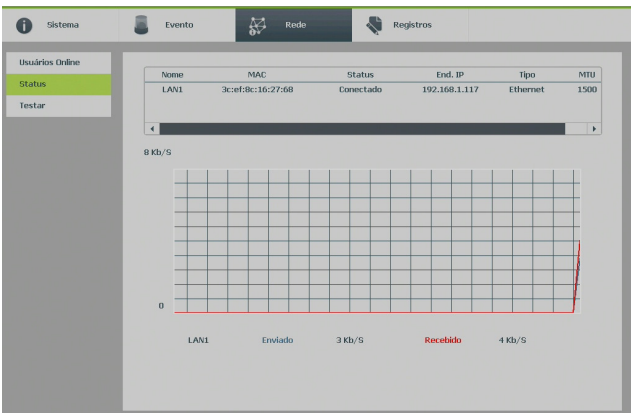 Sistema Evento Rede Registros
Usuários Online
Status
Testar
Nome MAC Status End. IP Tipo MTU
LAN1 3c:ef:8c:16:27:68 Conectado 192.168.1.117 Ethernet 1500
8 Kb/S
0
LAN1 Enviado 3 Kb/S Recebido 4 Kb/S